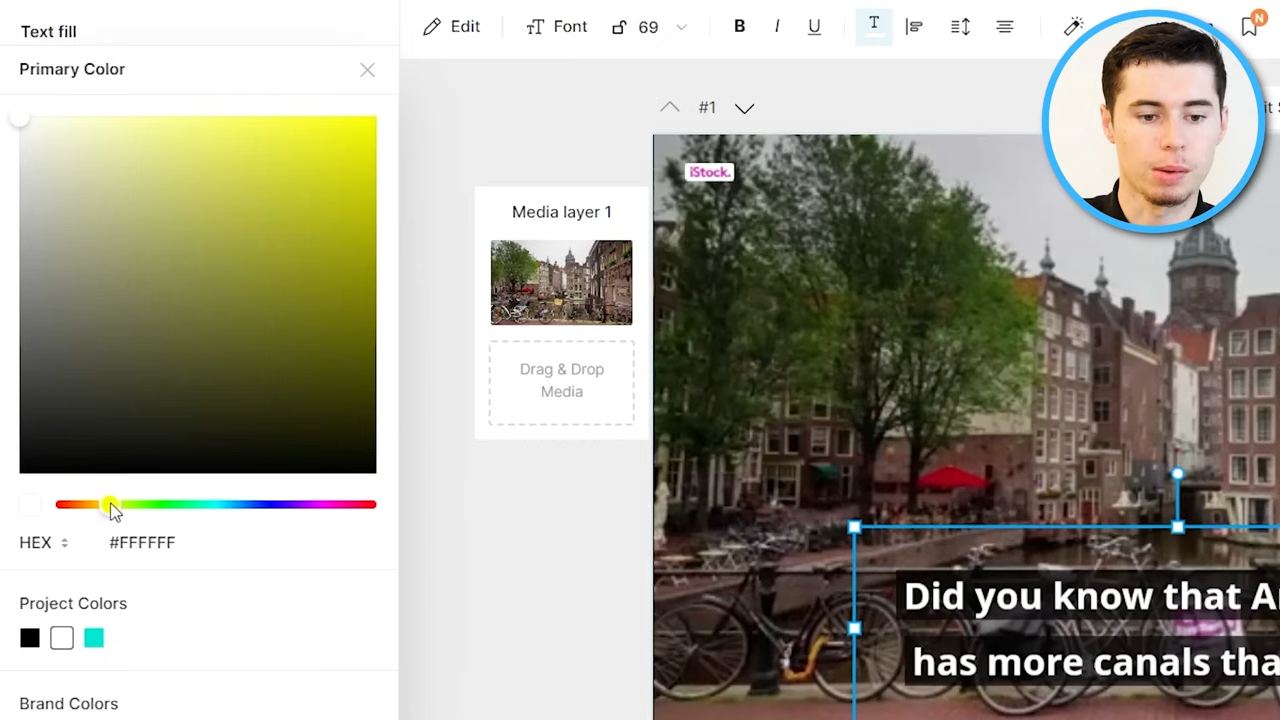 Text fill
Edit
Font
69
B
I
U
T
N
Primary Color
#1
iStock.
Media layer 1
Drag & Drop
Media
HEX
#FFFFFF
Project Colors
Did you know that
has more canals
Brand Colors